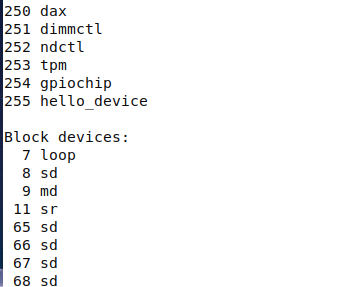 250 dax
251 dimmctl
252 ndctl
253 tpm
254 gpiochip
255 hello_device

Block devices:
  7 loop
  8 sd
  9 md
 11 sr
 65 sd
 66 sd
 67 sd
 68 sd